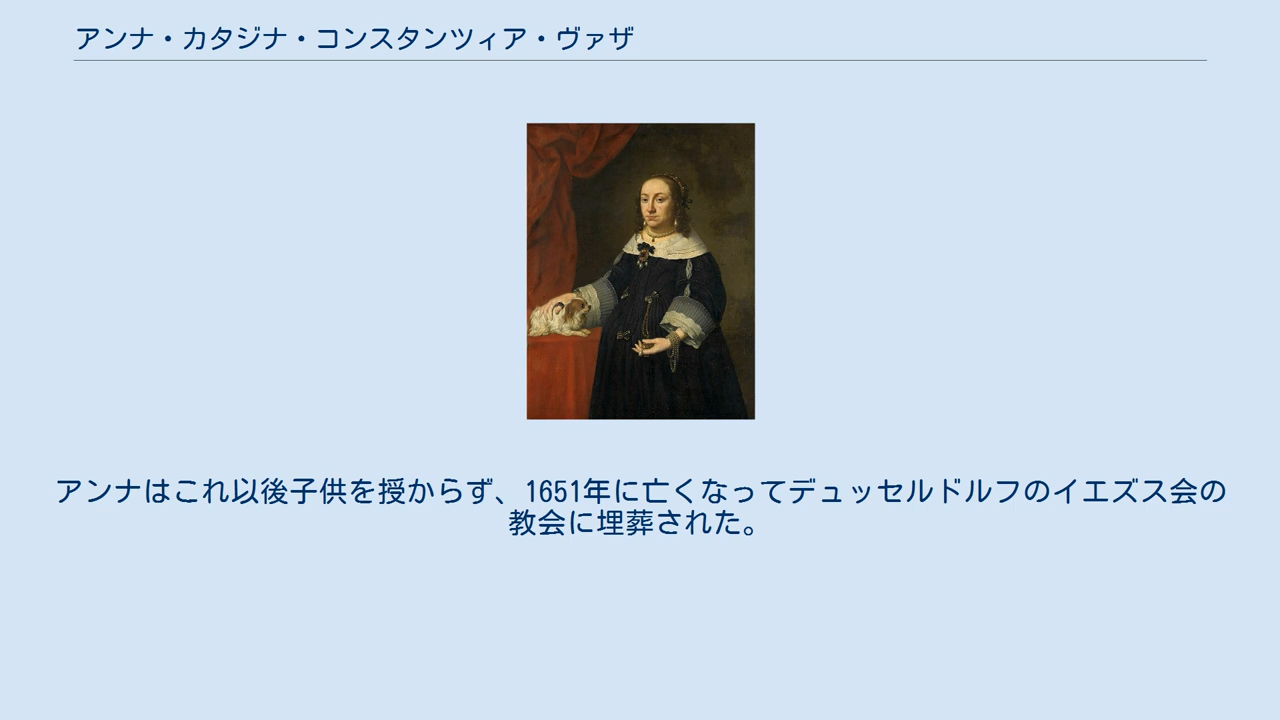 アンナ・カタジナ・コンスタンツィア・ヴァザ
アンナはこれ以後子供を授からず、1651年に亡くなってデュッセルドルフのイエズス会の
教会に埋葬された。